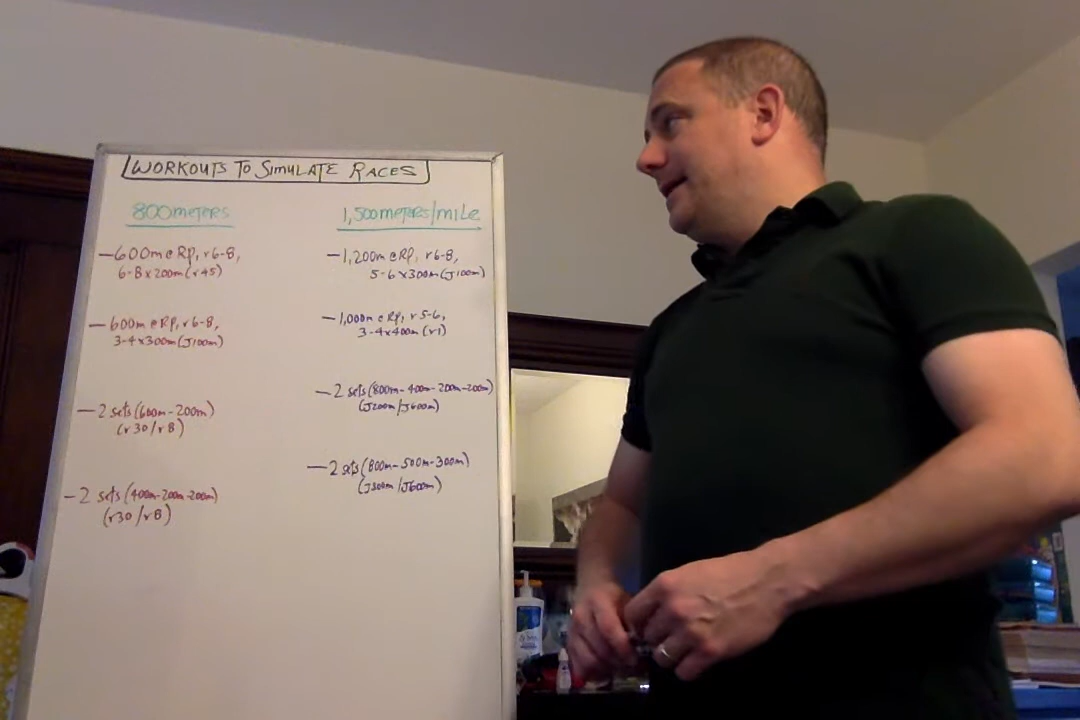 WORKOUTS TO SIMULATE RACES
800meters
-600m @ RP, r6-8,
6-8x200m (r45)
-600m @ RP, r6-8,
3-4x300m (J100m)
-2 sets (600m-200m)
(r30/r8)
-2 sets (400m-200m-200m)
(r30/r8)
1,500meters/mile
-1,200m @ RP, r6-8,
5-6x300m (J100m)
-1,000m @ RP, r5-6,
3-4x400m (r1)
-2 sets (800m-400m-200m-200m)
(J200m/J600m)
-2 sets (800m-500m-300m)
(J300m/J600m)